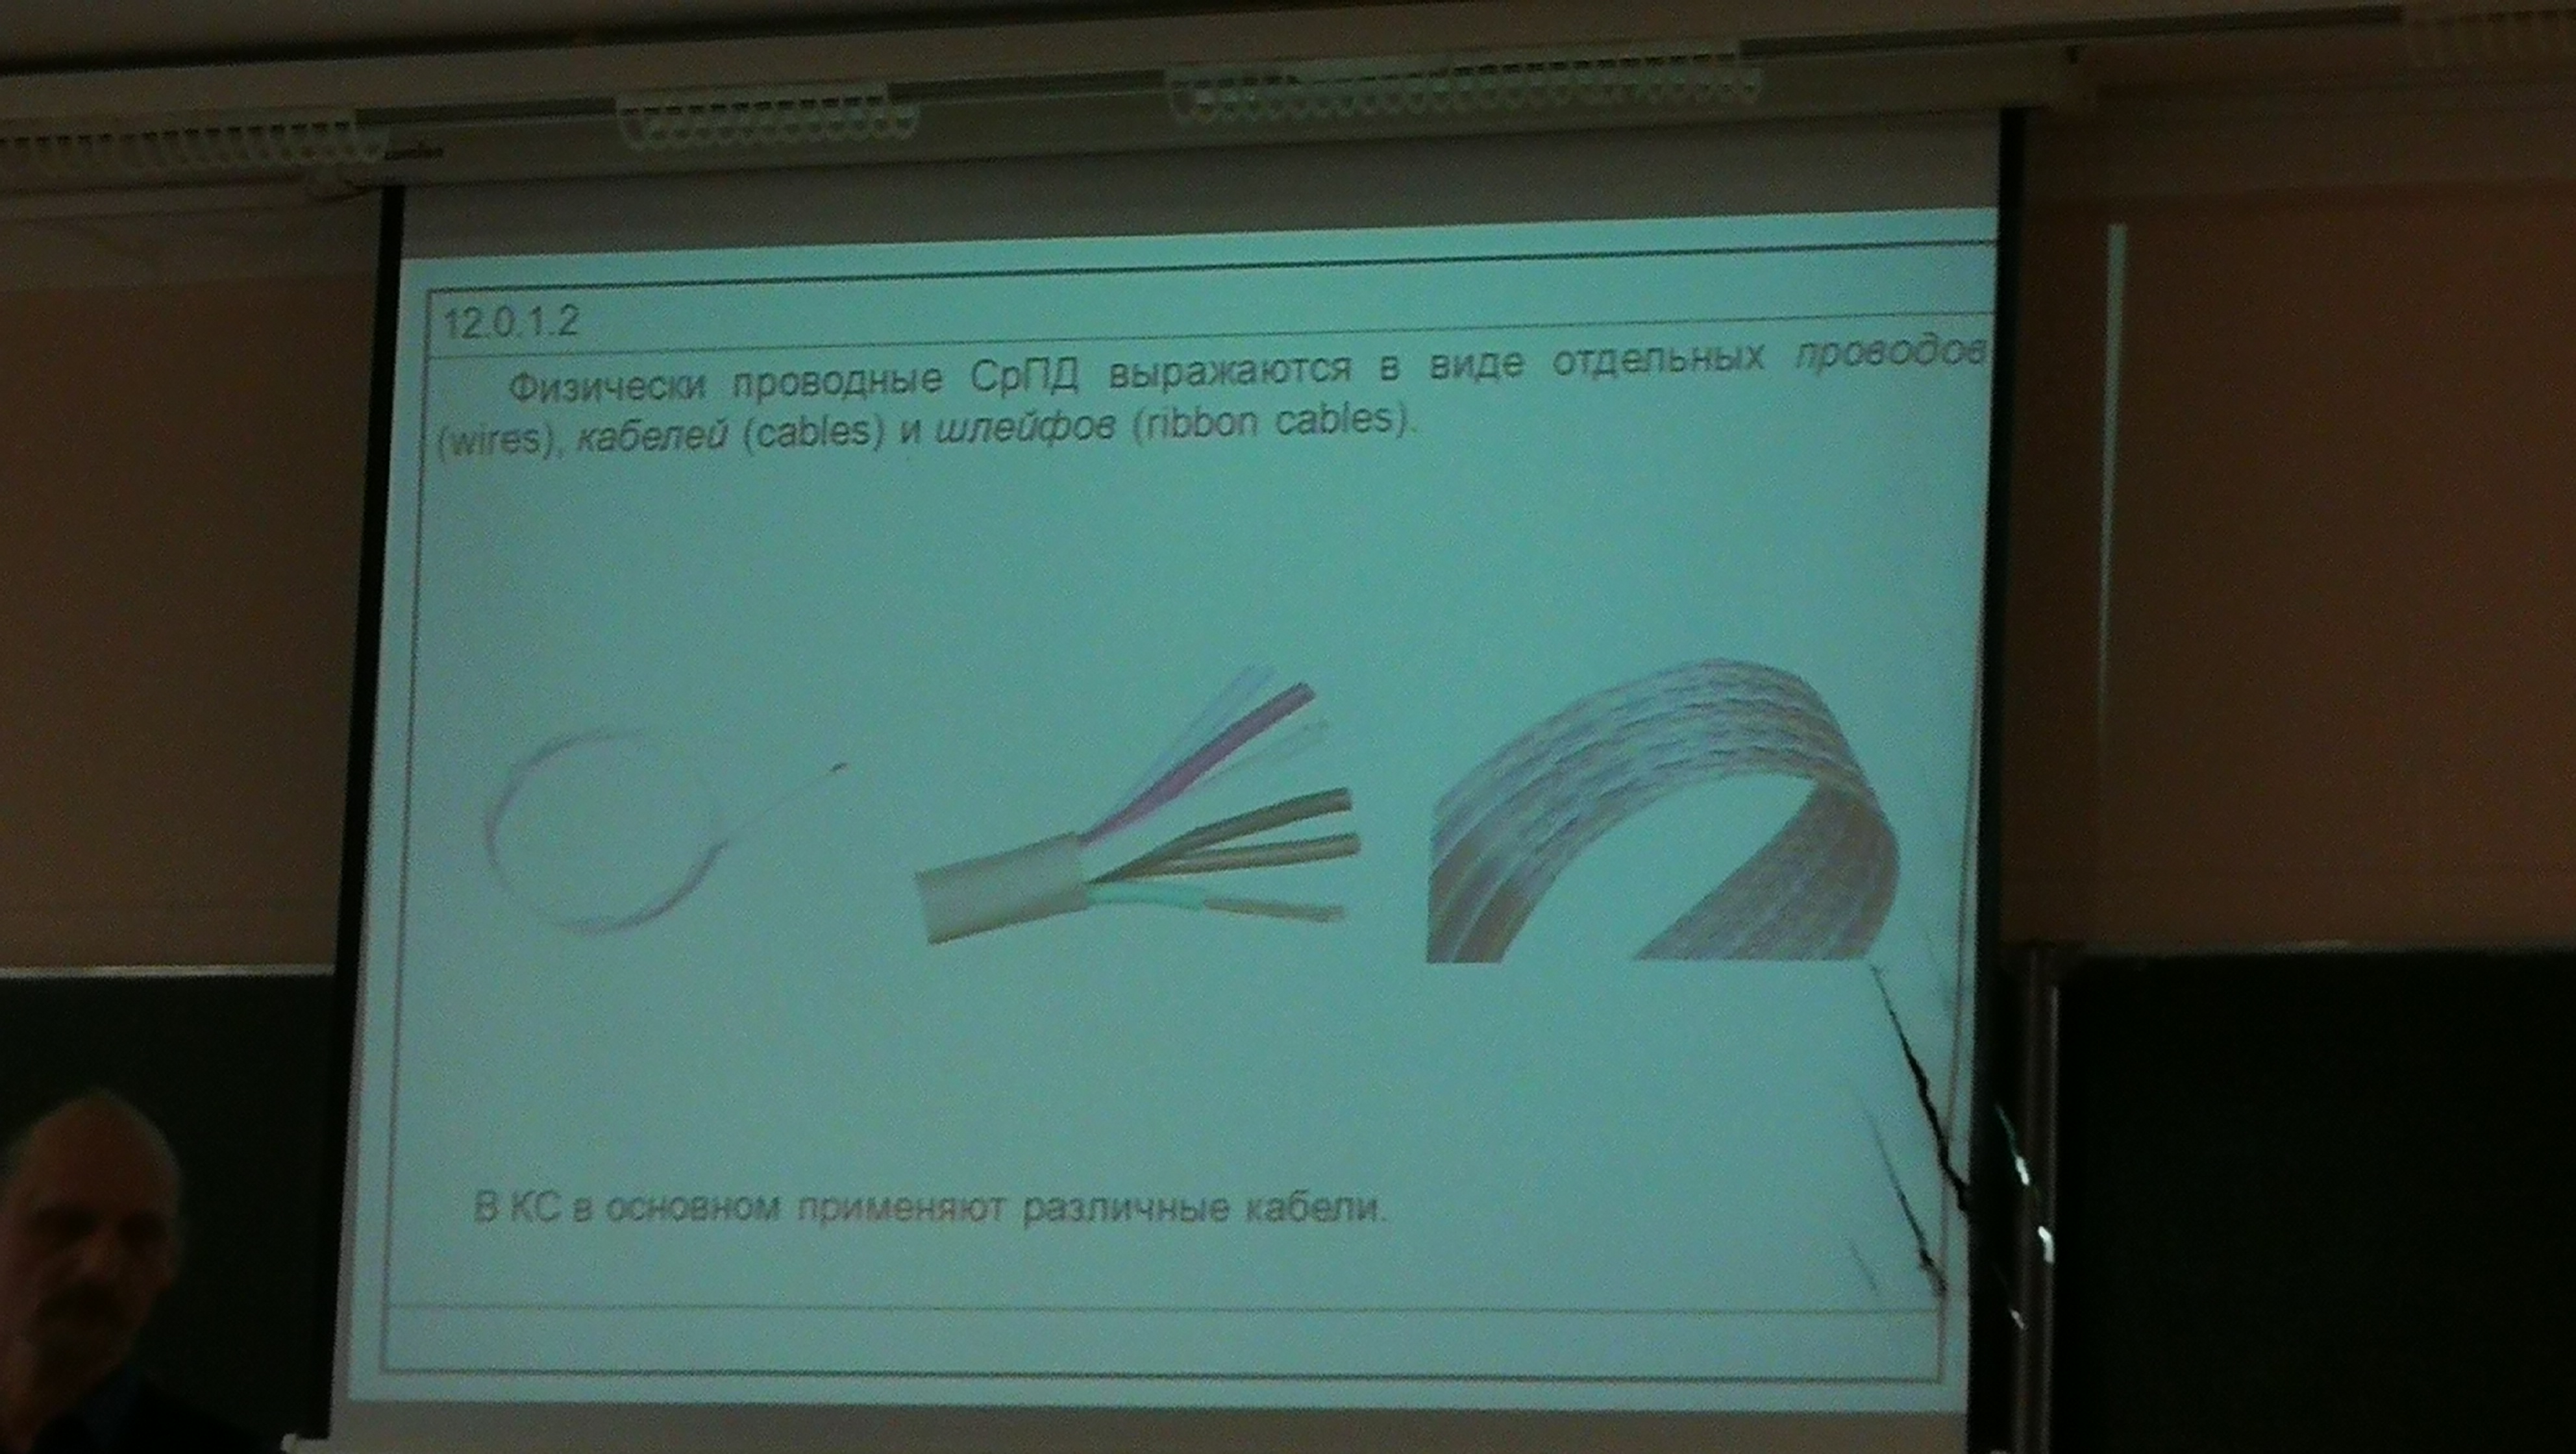 12.0.1.2
Физически проводные СрПД выражаются в виде отдельных проводов
(wires), кабелей (cables) и шлейфов (ribbon cables).
В КС в основном применяют различные кабели.